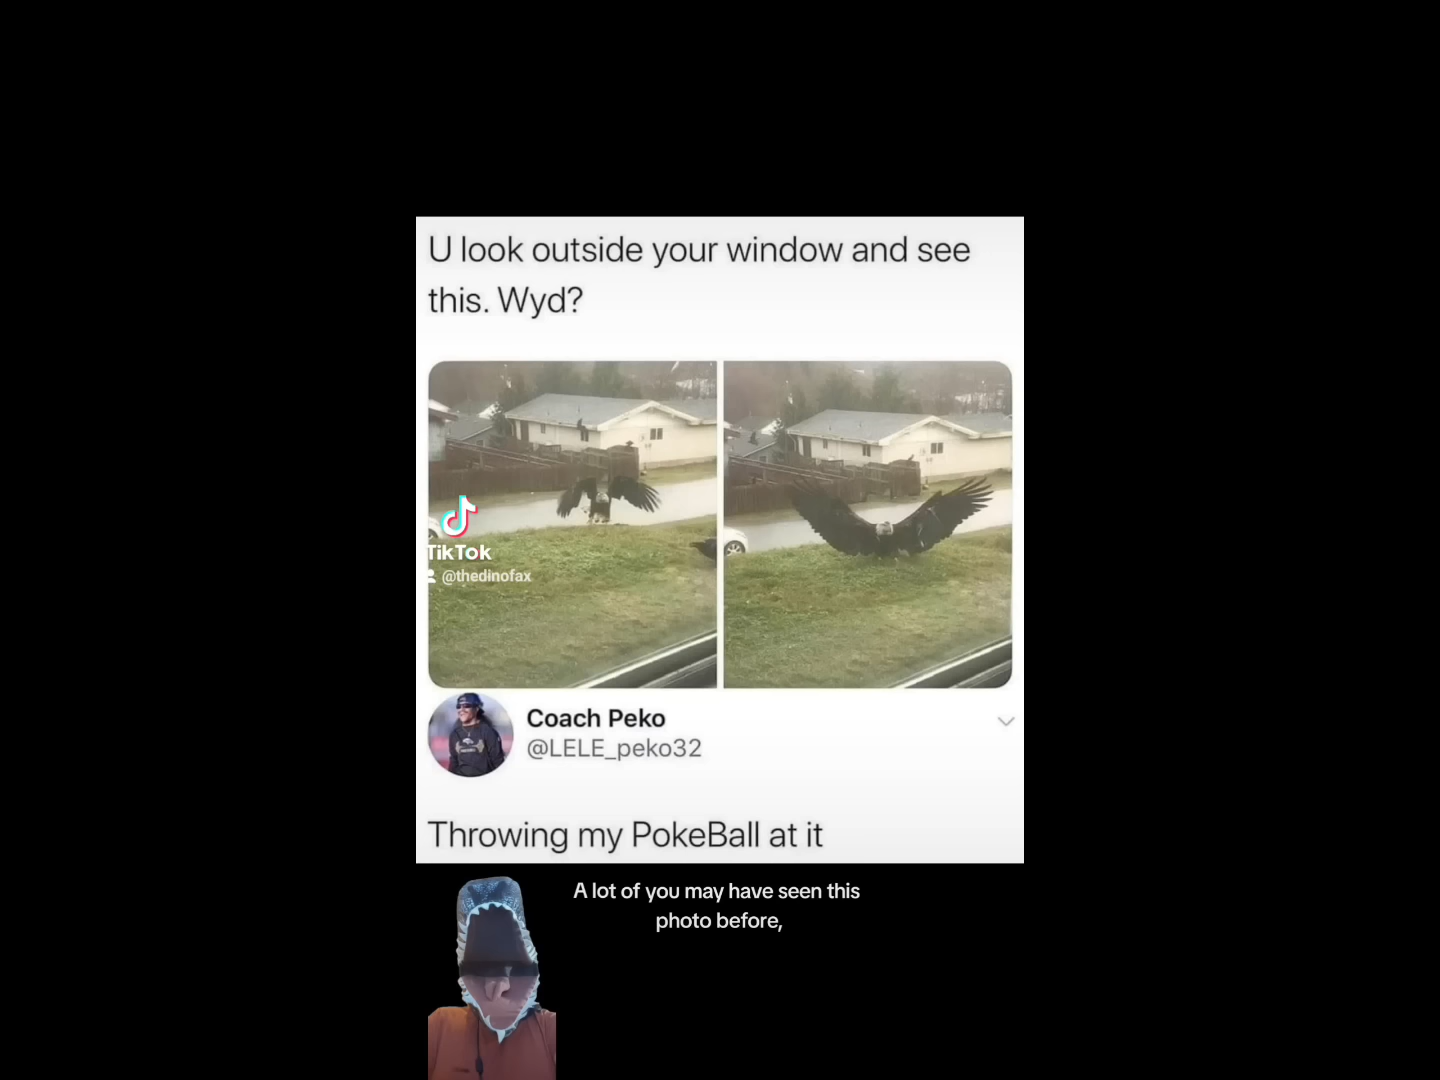 U look outside your window and see
this. Wyd?
TikTok
@thedinofax
Coach Peko
@LELE_peko32
Throwing my PokeBall at it
A lot of you may have seen this
photo before,